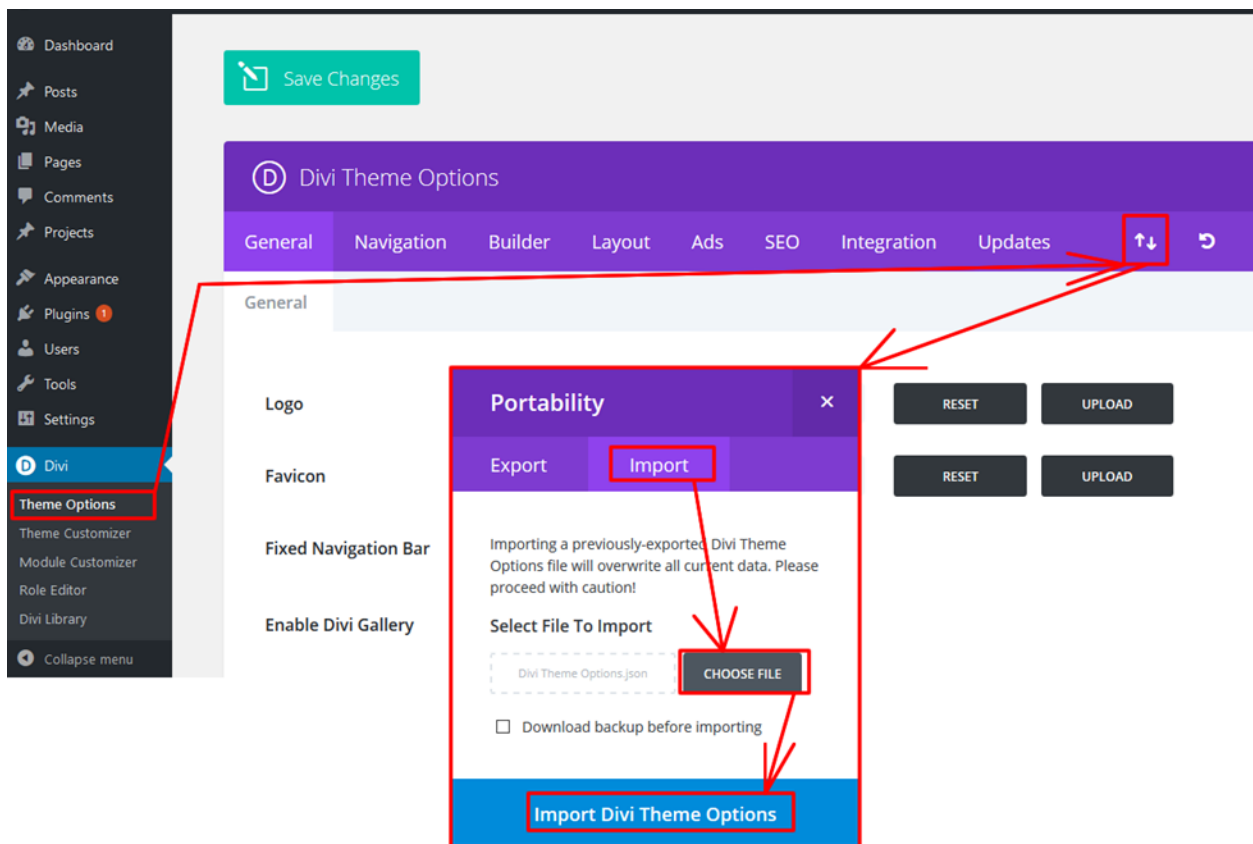 Dashboard
Posts
Media
Pages
Comments
Projects
Appearance
Plugins 1
Users
Tools
Settings
Divi
Theme Options
Theme Customizer
Module Customizer
Role Editor
Divi Library
Collapse menu
Save Changes
D Divi Theme Options
General Navigation Builder Layout Ads SEO Integration Updates
General
Logo
RESET UPLOAD
Favicon
RESET UPLOAD
Fixed Navigation Bar
Enable Divi Gallery
Portability ×
Export Import
Importing a previously-exported Divi Theme
Options file will overwrite all current data. Please
proceed with caution!
Select File To Import
Divi Theme Options.json CHOOSE FILE
Download backup before importing
Import Divi Theme Options